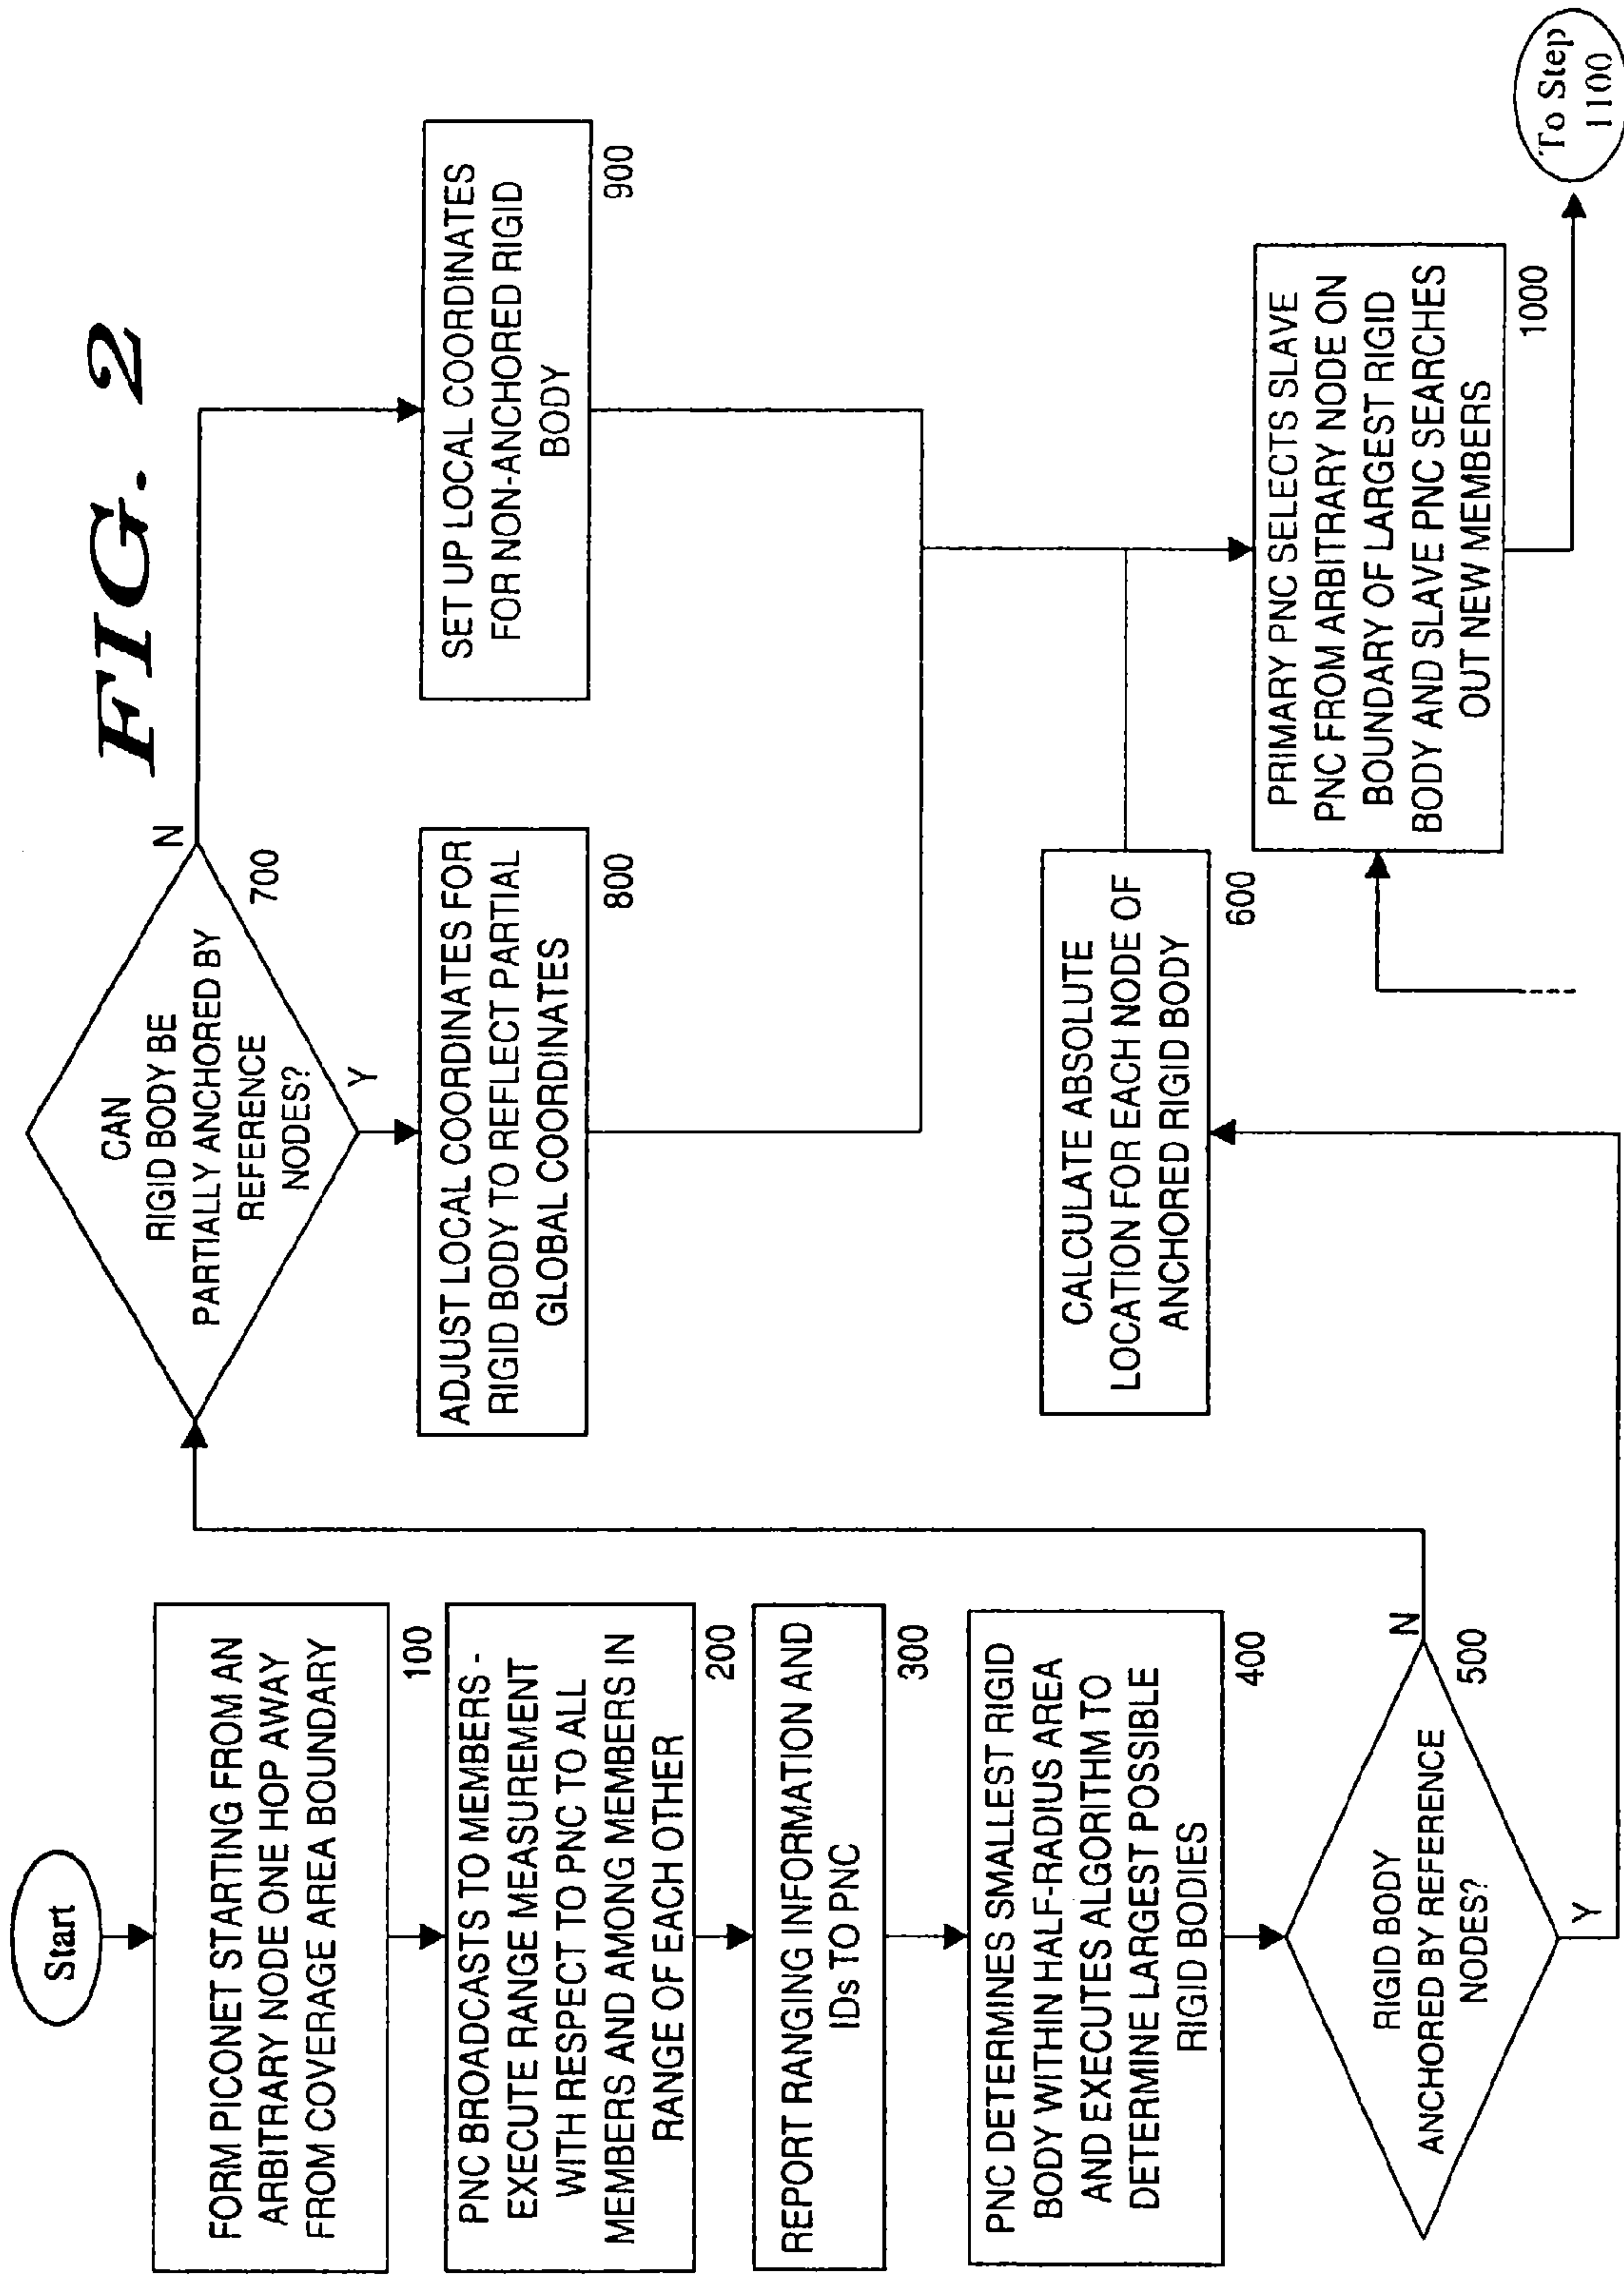 FIG. 2
Start
FORM PICONET STARTING FROM AN
ARBITRARY NODE ONE HOP AWAY
FROM COVERAGE AREA BOUNDARY
100
PNC BROADCASTS TO MEMBERS -
EXECUTE RANGE MEASUREMENT
WITH RESPECT TO PNC TO ALL
MEMBERS AND AMONG MEMBERS IN
RANGE OF EACH OTHER
200
REPORT RANGING INFORMATION AND
IDs TO PNC
300
PNC DETERMINES SMALLEST RIGID
BODY WITHIN HALF-RADIUS AREA
AND EXECUTES ALGORITHM TO
DETERMINE LARGEST POSSIBLE
RIGID BODIES
400
RIGID BODY
ANCHORED BY REFERENCE
NODES?
N
500
Y
CALCULATE ABSOLUTE
LOCATION FOR EACH NODE OF
ANCHORED RIGID BODY
600
CAN
RIGID BODY BE
PARTIALLY ANCHORED BY
REFERENCE
NODES?
N
700
Y
ADJUST LOCAL COORDINATES FOR
RIGID BODY TO REFLECT PARTIAL
GLOBAL COORDINATES
800
SET UP LOCAL COORDINATES
FOR NON-ANCHORED RIGID
BODY
900
PRIMARY PNC SELECTS SLAVE
PNC FROM ARBITRARY NODE ON
BOUNDARY OF LARGEST RIGID
BODY AND SLAVE PNC SEARCHES
OUT NEW MEMBERS
1000
To Step
1100